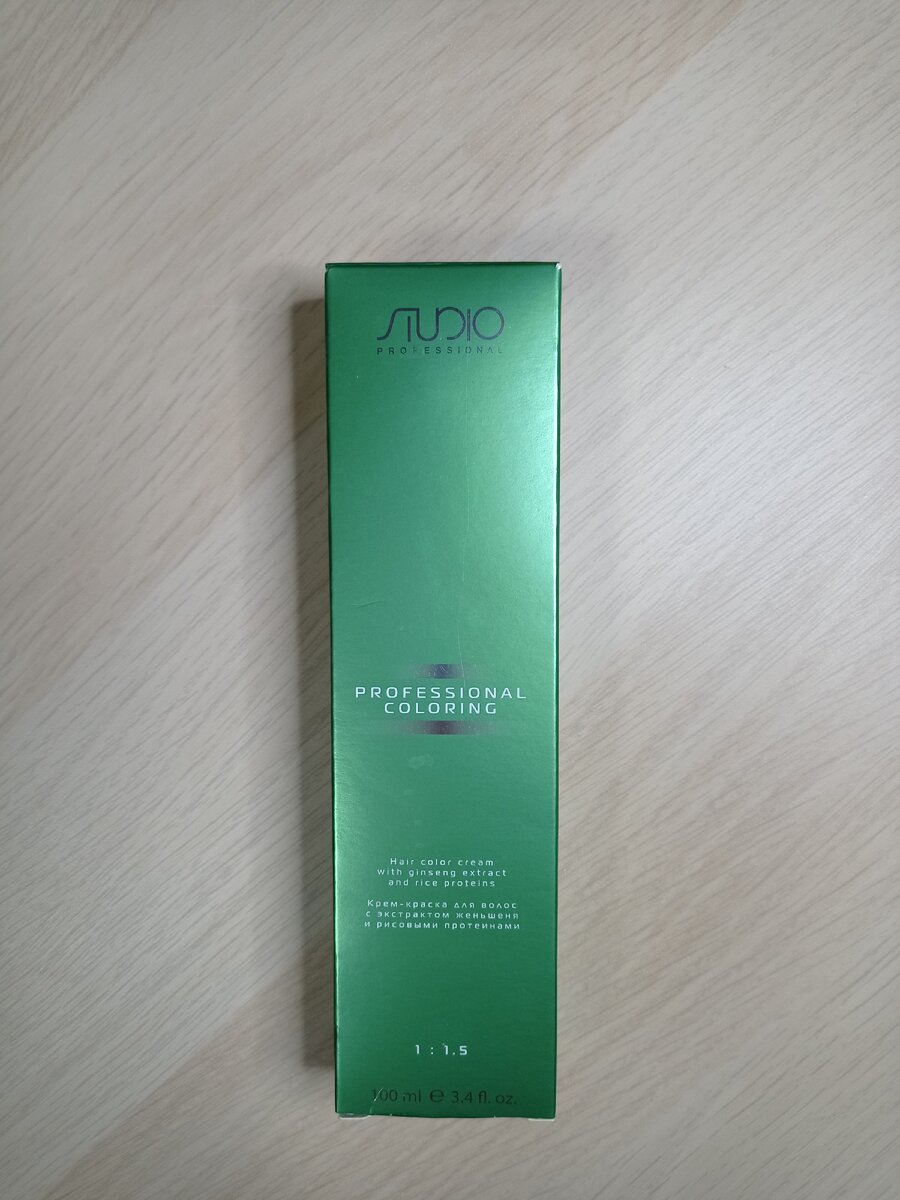 STUDIO
PROFESSIONAL
PROFESSIONAL
COLORING
Hair color cream
with ginseng extract
and rice proteins
Крем-краска для волос
с экстрактом женьшеня
и рисовыми протеинами
1 : 1.5
100 ml ℮ 3.4 fl. oz.